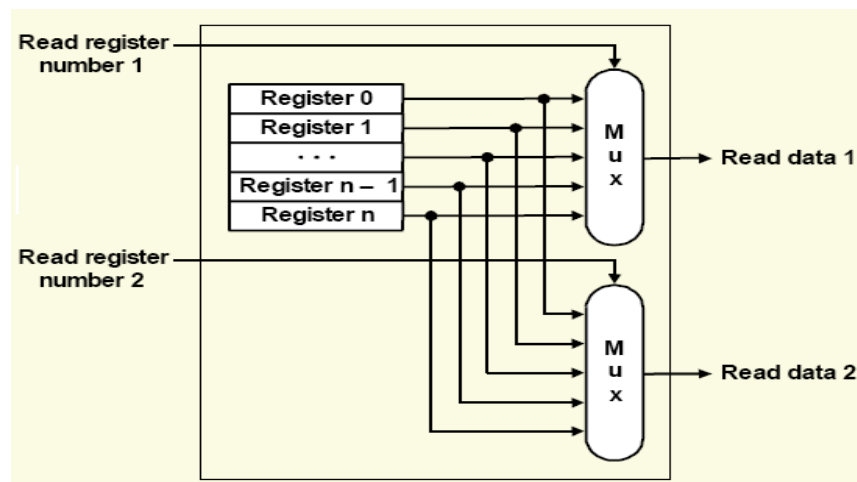 Read register
number 1
Register 0
Register 1
. . .
Register n – 1
Register n
M
u
x
Read data 1
Read register
number 2
M
u
x
Read data 2